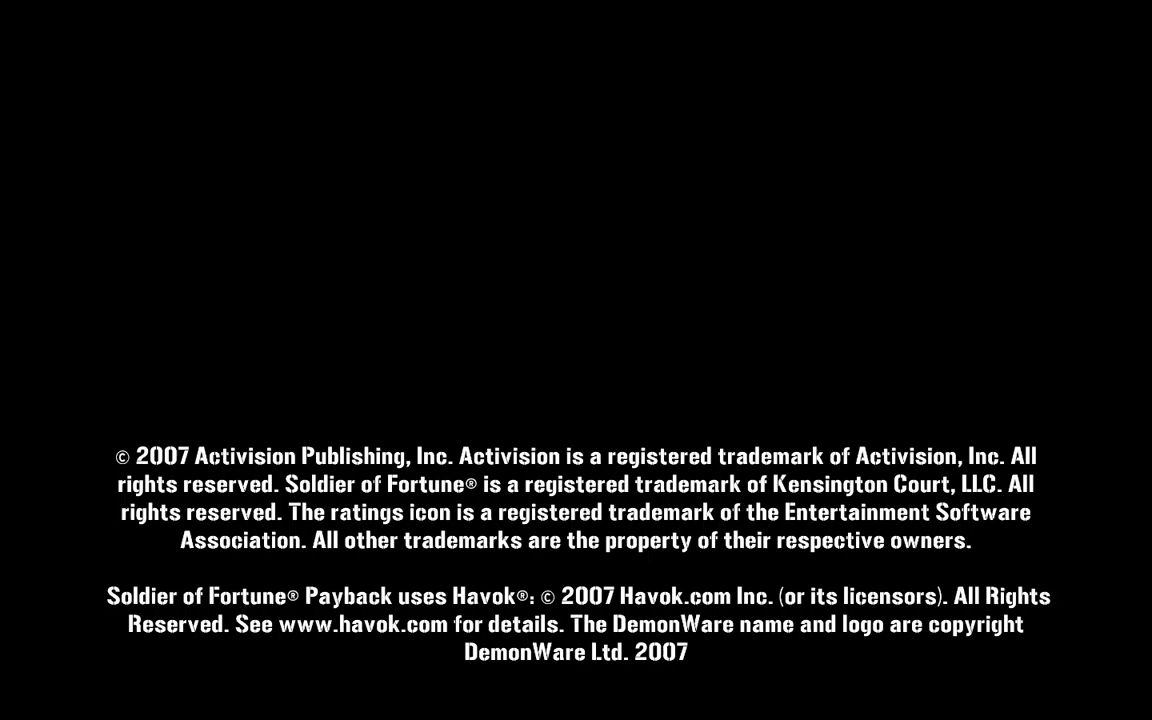 © 2007 Activision Publishing, Inc. Activision is a registered trademark of Activision, Inc. All
rights reserved. Soldier of Fortune® is a registered trademark of Kensington Court, LLC. All
rights reserved. The ratings icon is a registered trademark of the Entertainment Software
Association. All other trademarks are the property of their respective owners.
Soldier of Fortune® Payback uses Havok®: © 2007 Havok.com Inc. (or its licensors). All Rights
Reserved. See www.havok.com for details. The DemonWare name and logo are copyright
DemonWare Ltd. 2007